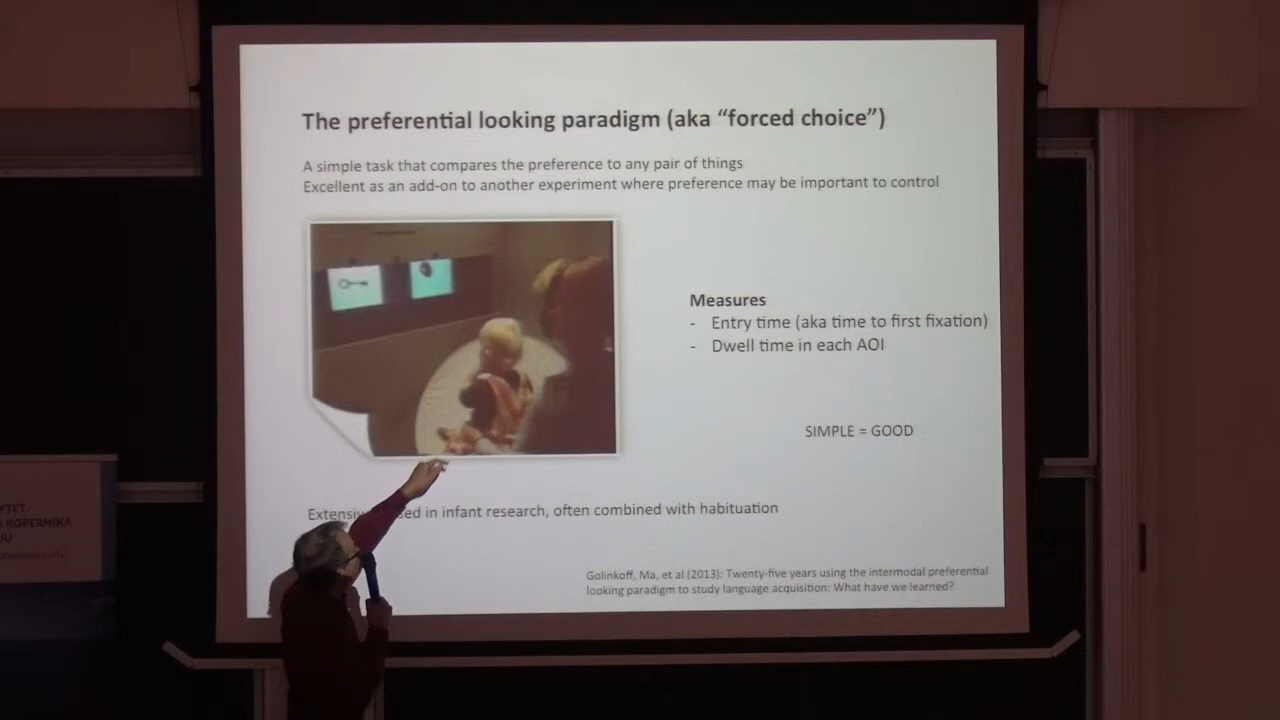 The preferential looking paradigm (aka “forced choice”)
A simple task that compares the preference to any pair of things
Excellent as an add-on to another experiment where preference may be important to control
Measures
- Entry time (aka time to first fixation)
- Dwell time in each AOI
SIMPLE = GOOD
in infant research, often combined with habituation
Golinkoff, Ma, et al (2013): Twenty-five years using the intermodal preferential
looking paradigm to study language acquisition: What have we learned?
KOPERNIKA